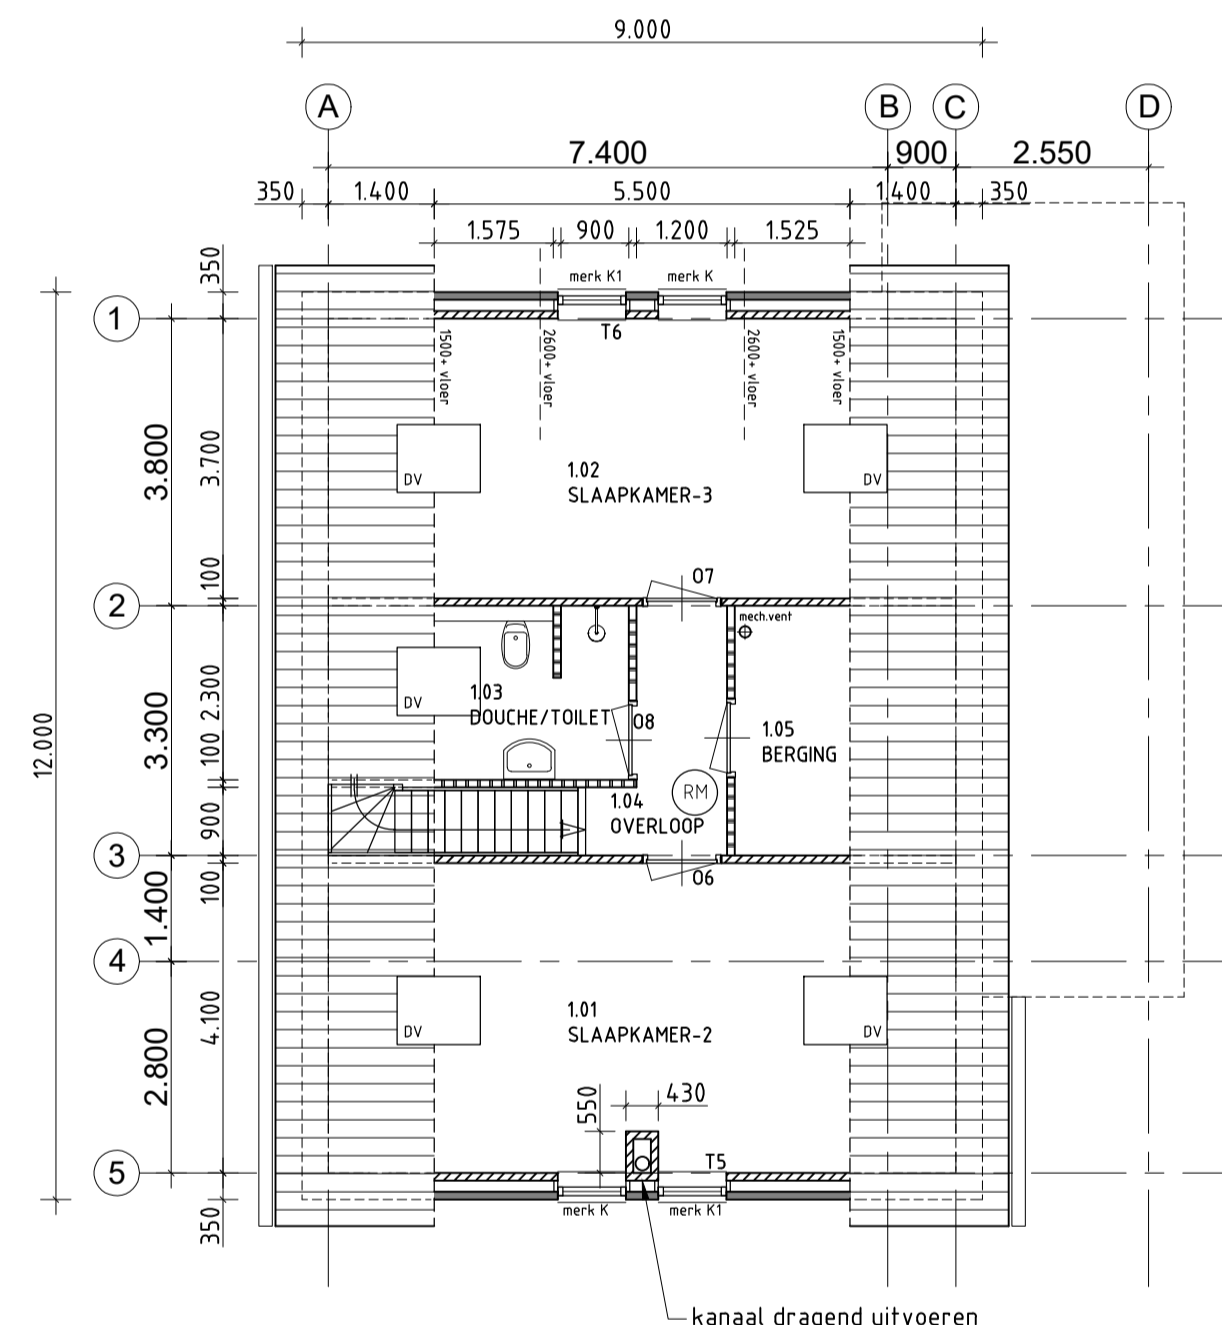 9.000
A
B
C
D
7.400
900
2.550
350
1.400
5.500
1.400
350
1.575
900
1.200
1.525
merk K1
merk K
350
1
T6
1500+ vloer
2600+ vloer
2600+ vloer
1500+ vloer
3.800
3.700
DV
1.02
SLAAPKAMER-3
DV
100
2
07
mech.vent
12.000
3.300
2.300
DV
1.03
DOUCHE/TOILET
08
1.05
BERGING
100
RM
900
1.04
OVERLOOP
3
100
06
1.400
4
4.100
DV
1.01
SLAAPKAMER-2
DV
2.800
550
430
5
T5
350
merk K
merk K1
kanaal dragend uitvoeren